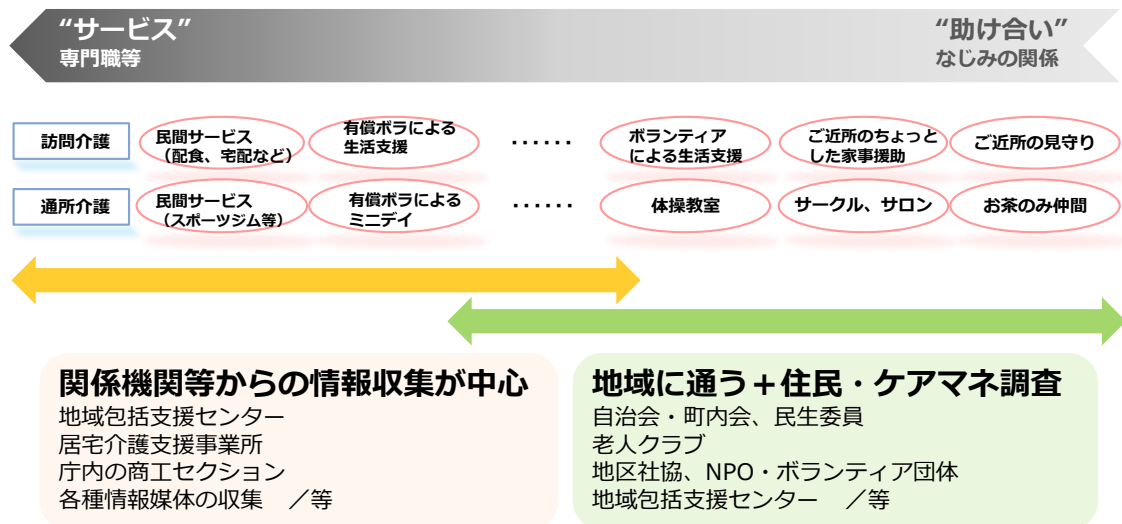 “サービス”
専門職等
“助け合い”
なじみの関係
訪問介護
民間サービス
（配食、宅配など）
有償ボラによる
生活支援
・・・・・・
ボランティア
による生活支援
ご近所のちょっと
した家事援助
ご近所の見守り
通所介護
民間サービス
（スポーツジム等）
有償ボラによる
ミニデイ
・・・・・・
体操教室
サークル、サロン
お茶のみ仲間
関係機関等からの情報収集が中心
地域包括支援センター
居宅介護支援事業所
庁内の商工セクション
各種情報媒体の収集　／等
地域に通う＋住民・ケアマネ調査
自治会・町内会、民生委員
老人クラブ
地区社協、NPO・ボランティア団体
地域包括支援センター　／等